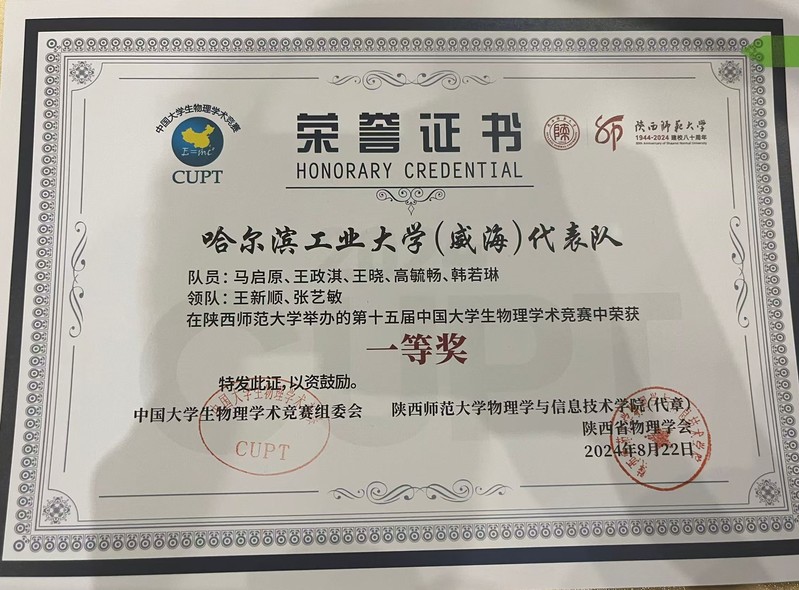 中国大学生物理学术竞赛
E=mc²
CUPT
荣誉证书
HONORARY CREDENTIAL
陕西师范大学
1944-2024 建校八十周年
80th Anniversary of Shaanxi Normal University
哈尔滨工业大学(威海)代表队
队员：马启原、王政淇、王晓、高毓畅、韩若琳
领队：王新顺、张艺敏
在陕西师范大学举办的第十五届中国大学生物理学术竞赛中荣获
一等奖
特发此证，以资鼓励。
中国大学生物理学术竞赛组委会
CUPT
陕西师范大学物理学与信息技术学院(代章)
陕西省物理学会
2024年8月22日
CUPT